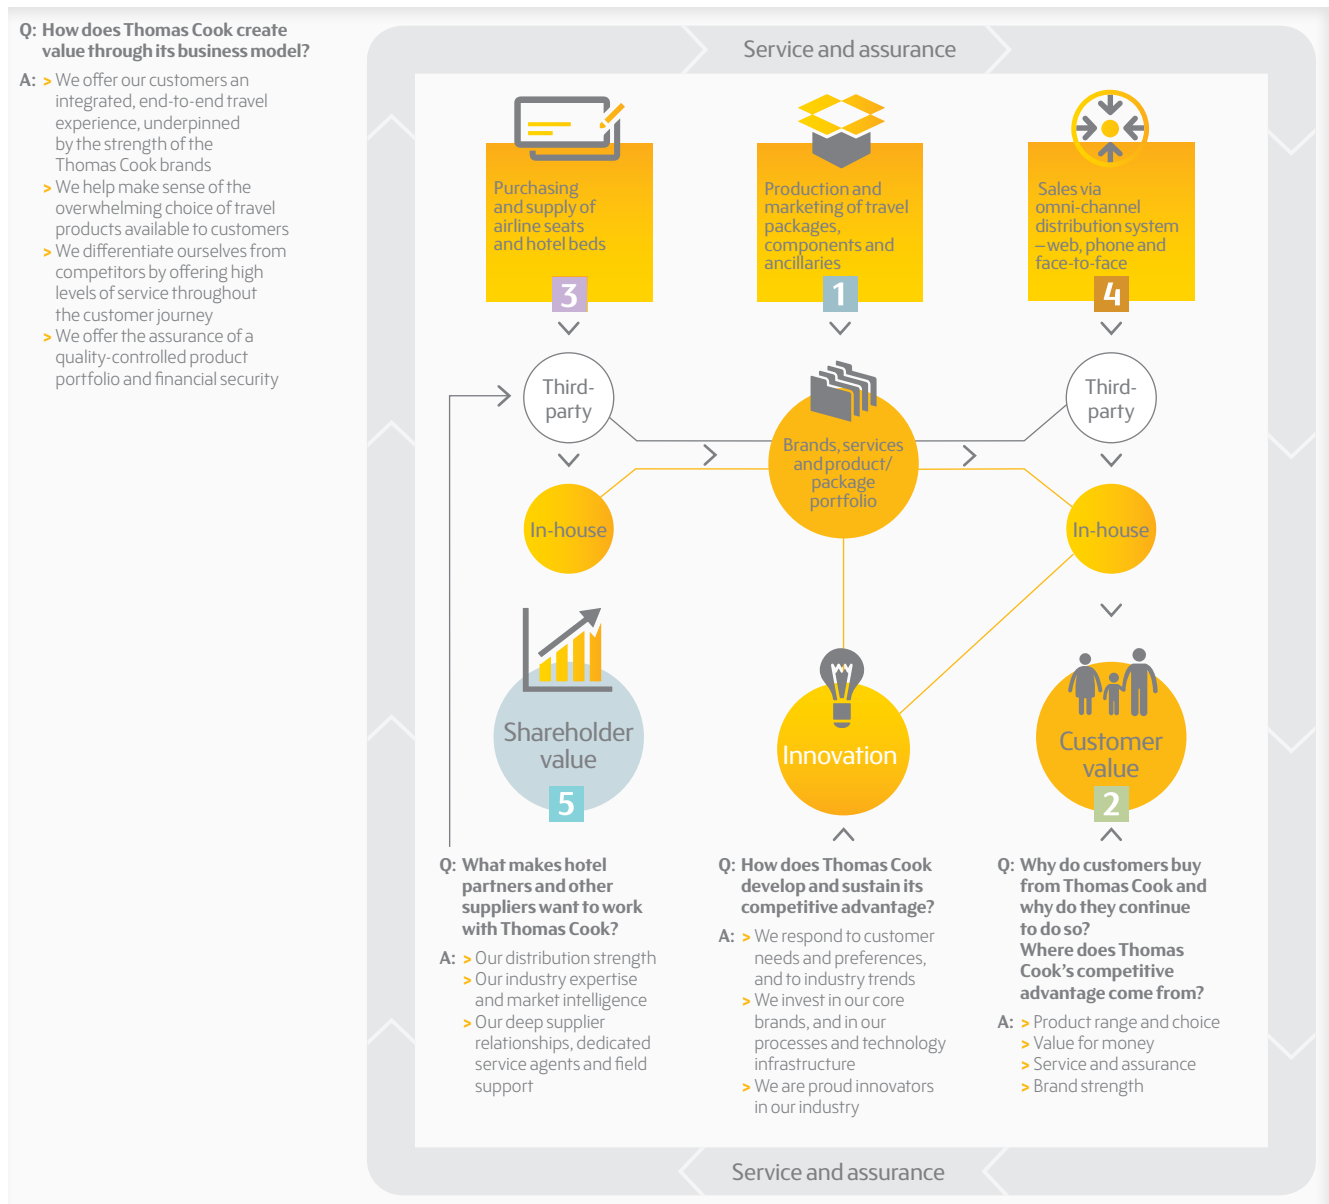 Q: How does Thomas Cook create
value through its business model?
A: > We offer our customers an
integrated, end-to-end travel
experience, underpinned
by the strength of the
Thomas Cook brands
> We help make sense of the
overwhelming choice of travel
products available to customers
> We differentiate ourselves from
competitors by offering high
levels of service throughout
the customer journey
> We offer the assurance of a
quality-controlled product
portfolio and financial security
Service and assurance
Purchasing
and supply of
airline seats
and hotel beds
3
Production and
marketing of travel
packages,
components and
ancillaries
1
Sales via
omni-channel
distribution system
– web, phone and
face-to-face
4
Third-
party
In-house
Brands, services
and product/
package
portfolio
Third-
party
In-house
Shareholder
value
5
Innovation
Customer
value
2
Q: What makes hotel
partners and other
suppliers want to work
with Thomas Cook?
A: > Our distribution strength
> Our industry expertise
and market intelligence
> Our deep supplier
relationships, dedicated
service agents and field
support
Q: How does Thomas Cook
develop and sustain its
competitive advantage?
A: > We respond to customer
needs and preferences,
and to industry trends
> We invest in our core
brands, and in our
processes and technology
infrastructure
> We are proud innovators
in our industry
Q: Why do customers buy
from Thomas Cook and
why do they continue
to do so?
Where does Thomas
Cook's competitive
advantage come from?
A: > Product range and choice
> Value for money
> Service and assurance
> Brand strength
Service and assurance